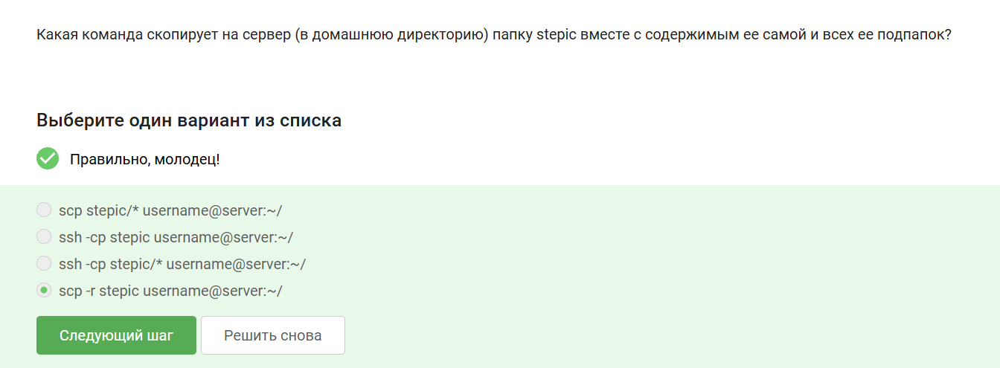 Какая команда скопирует на сервер (в домашнюю директорию) папку stepic вместе с содержимым ее самой и всех ее подпапок?
Выберите один вариант из списка
Правильно, молодец!
scp stepic/* username@server:~/
ssh -cp stepic username@server:~/
ssh -cp stepic/* username@server:~/
scp -r stepic username@server:~/
Следующий шаг
Решить снова